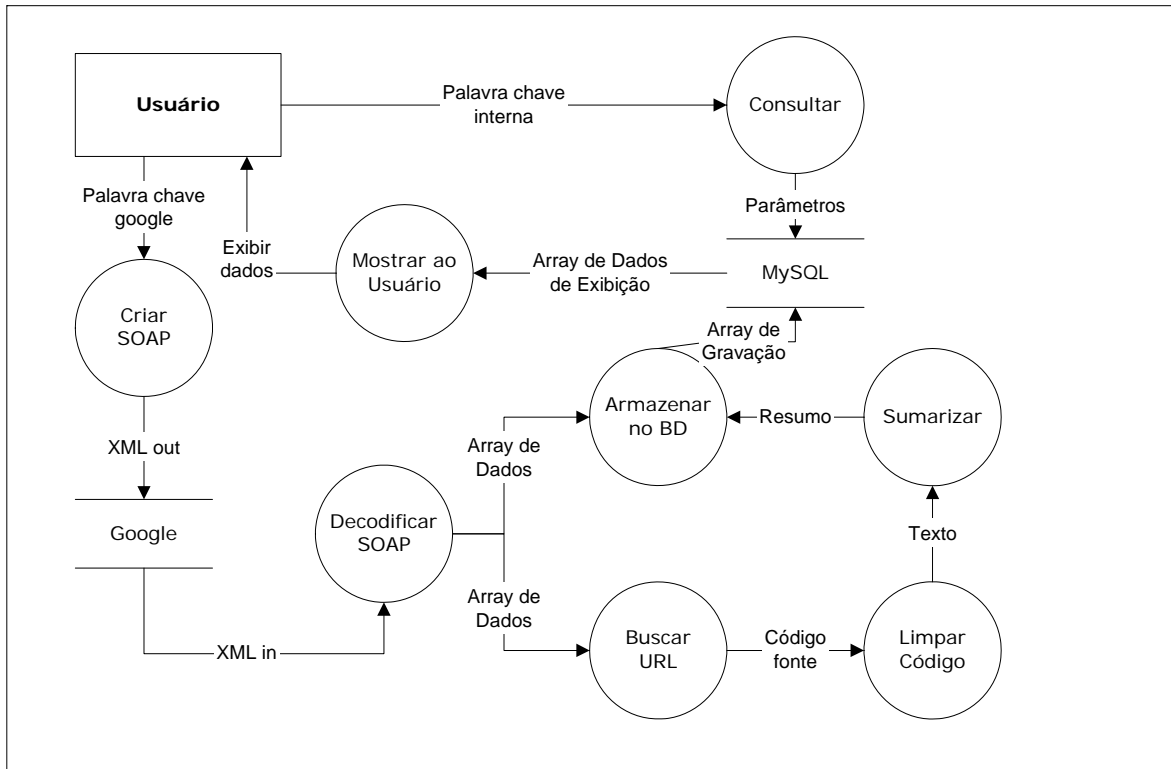 Usuário
Palavra chave
interna
Consultar
Palavra chave
google
Parâmetros
Exibir
dados
Mostrar ao
Usuário
Array de Dados
de Exibição
MySQL
Criar
SOAP
Array de
Gravação
Armazenar
no BD
Resumo
Sumarizar
XML out
Array de
Dados
Google
Decodificar
SOAP
Texto
Array de
Dados
XML in
Buscar
URL
Código
fonte
Limpar
Código